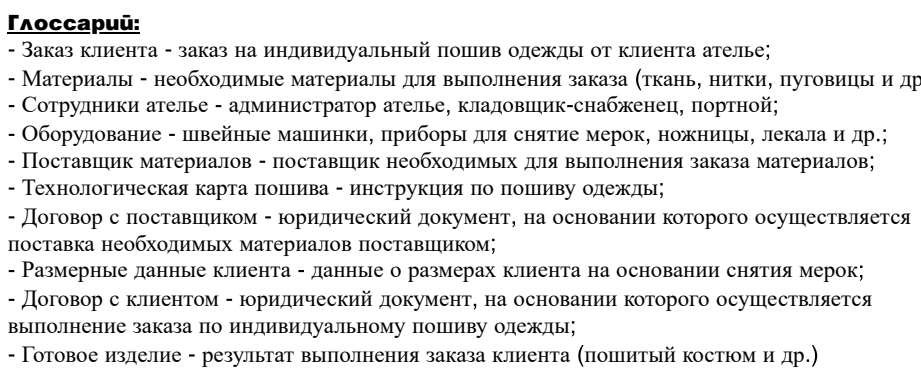 Глоссарий:
- Заказ клиента - заказ на индивидуальный пошив одежды от клиента ателье;
- Материалы - необходимые материалы для выполнения заказа (ткань, нитки, пуговицы и др
- Сотрудники ателье - администратор ателье, кладовщик-снабженец, портной;
- Оборудование - швейные машинки, приборы для снятие мерок, ножницы, лекала и др.;
- Поставщик материалов - поставщик необходимых для выполнения заказа материалов;
- Технологическая карта пошива - инструкция по пошиву одежды;
- Договор с поставщиком - юридический документ, на основании которого осуществляется
поставка необходимых материалов поставщиком;
- Размерные данные клиента - данные о размерах клиента на основании снятия мерок;
- Договор с клиентом - юридический документ, на основании которого осуществляется
выполнение заказа по индивидуальному пошиву одежды;
- Готовое изделие - результат выполнения заказа клиента (пошитый костюм и др.)